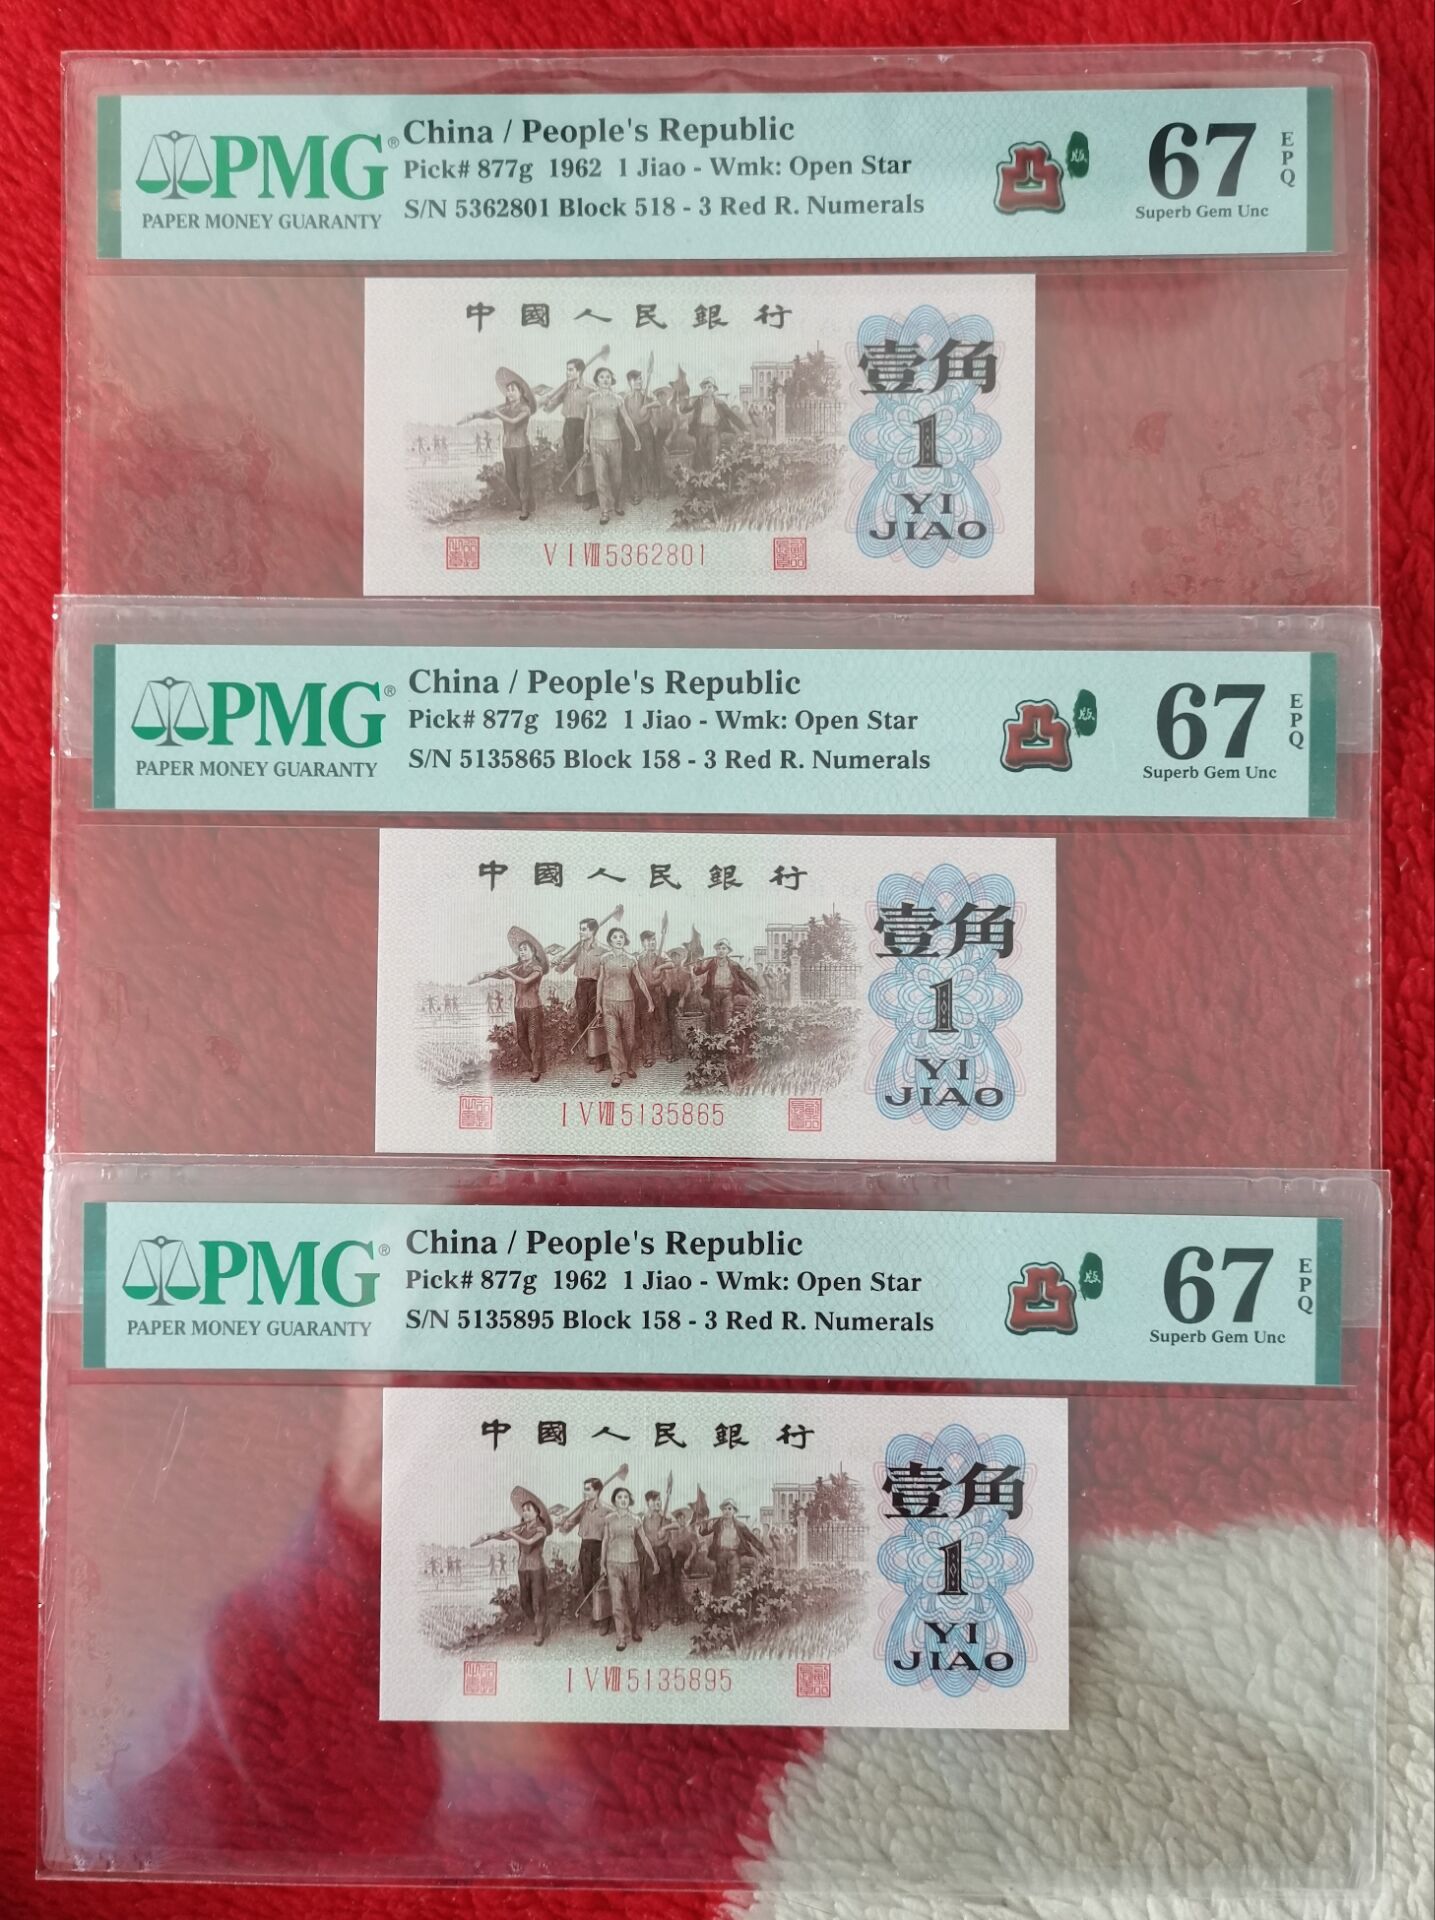 PMG®
PAPER MONEY GUARANTY
China / People's Republic
Pick# 877g 1962 1 Jiao - Wmk: Open Star
S/N 5362801 Block 518 - 3 Red R. Numerals
凸版
67
EPQ
Superb Gem Unc
中國人民銀行
壹角
1
YI
JIAO
V I VIII 5362801
PMG®
PAPER MONEY GUARANTY
China / People's Republic
Pick# 877g 1962 1 Jiao - Wmk: Open Star
S/N 5135865 Block 158 - 3 Red R. Numerals
凸版
67
EPQ
Superb Gem Unc
中國人民銀行
壹角
1
YI
JIAO
I V VIII 5135865
PMG®
PAPER MONEY GUARANTY
China / People's Republic
Pick# 877g 1962 1 Jiao - Wmk: Open Star
S/N 5135895 Block 158 - 3 Red R. Numerals
凸版
67
EPQ
Superb Gem Unc
中國人民銀行
壹角
1
YI
JIAO
I V VIII 5135895